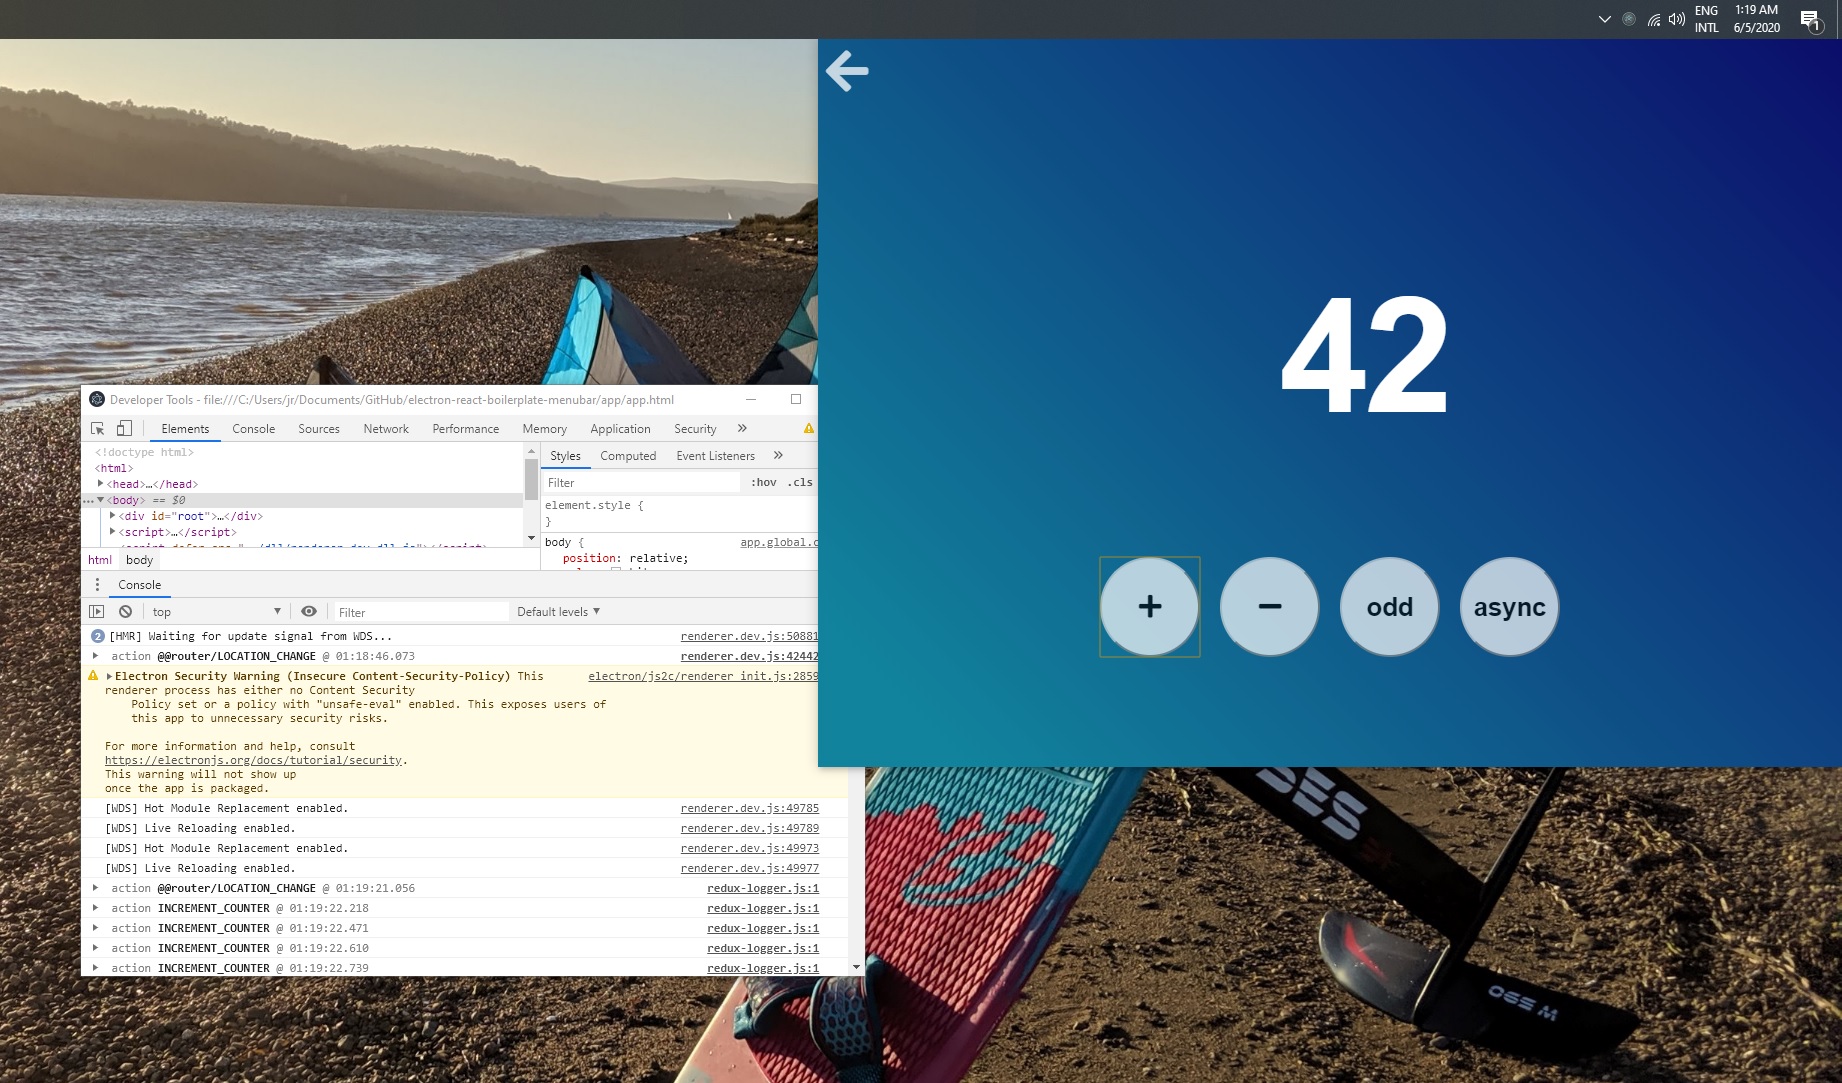 ENG
INTL
1:19 AM
6/5/2020
1
42
+
−
odd
async
Developer Tools - file:///C:/Users/jr/Documents/GitHub/electron-react-boilerplate-menubar/app/app.html
Elements Console Sources Network Performance Memory Application Security »
<!doctype html>
<html>
<head>…</head>
<body> == $0
<div id="root">…</div>
<script>…</script>
html body
Styles Computed Event Listeners »
Filter :hov .cls
element.style {
}
body { app.global.c
position: relative;
Console
top Filter Default levels
2 [HMR] Waiting for update signal from WDS... renderer.dev.js:50881
action @@router/LOCATION_CHANGE @ 01:18:46.073 renderer.dev.js:42442
Electron Security Warning (Insecure Content-Security-Policy) This electron/js2c/renderer_init.js:2859
renderer process has either no Content Security
Policy set or a policy with "unsafe-eval" enabled. This exposes users of
this app to unnecessary security risks.
For more information and help, consult
https://electronjs.org/docs/tutorial/security.
This warning will not show up
once the app is packaged.
[WDS] Hot Module Replacement enabled. renderer.dev.js:49785
[WDS] Live Reloading enabled. renderer.dev.js:49789
[WDS] Hot Module Replacement enabled. renderer.dev.js:49973
[WDS] Live Reloading enabled. renderer.dev.js:49977
action @@router/LOCATION_CHANGE @ 01:19:21.056 redux-logger.js:1
action INCREMENT_COUNTER @ 01:19:22.218 redux-logger.js:1
action INCREMENT_COUNTER @ 01:19:22.471 redux-logger.js:1
action INCREMENT_COUNTER @ 01:19:22.610 redux-logger.js:1
action INCREMENT_COUNTER @ 01:19:22.739 redux-logger.js:1